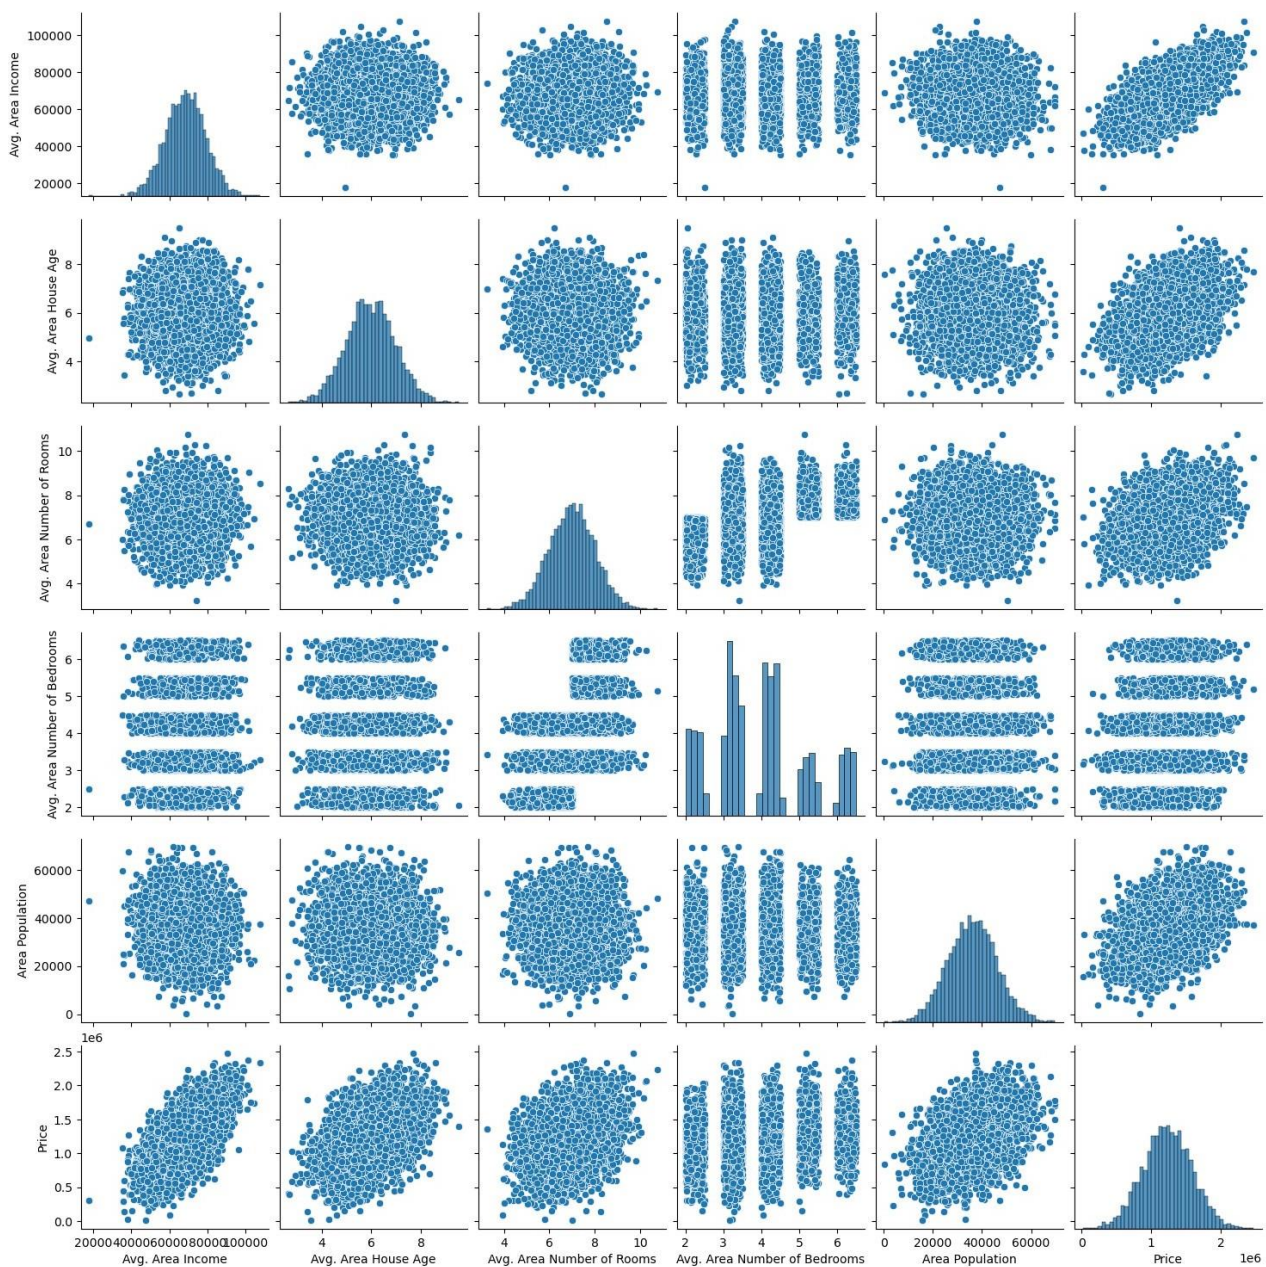 100000
80000
60000
40000
20000
Avg. Area Income
8
6
4
Avg. Area House Age
10
8
6
4
Avg. Area Number of Rooms
6
5
4
3
2
Avg. Area Number of Bedrooms
60000
40000
20000
0
Area Population
1e6
2.5
2.0
1.5
1.0
0.5
0.0
Price
20000 40000 60000 80000 100000
4 6 8
4 6 8 10
2 3 4 5 6
0 20000 40000 60000
0 1 2
1e6
Avg. Area Income
Avg. Area House Age
Avg. Area Number of Rooms
Avg. Area Number of Bedrooms
Area Population
Price